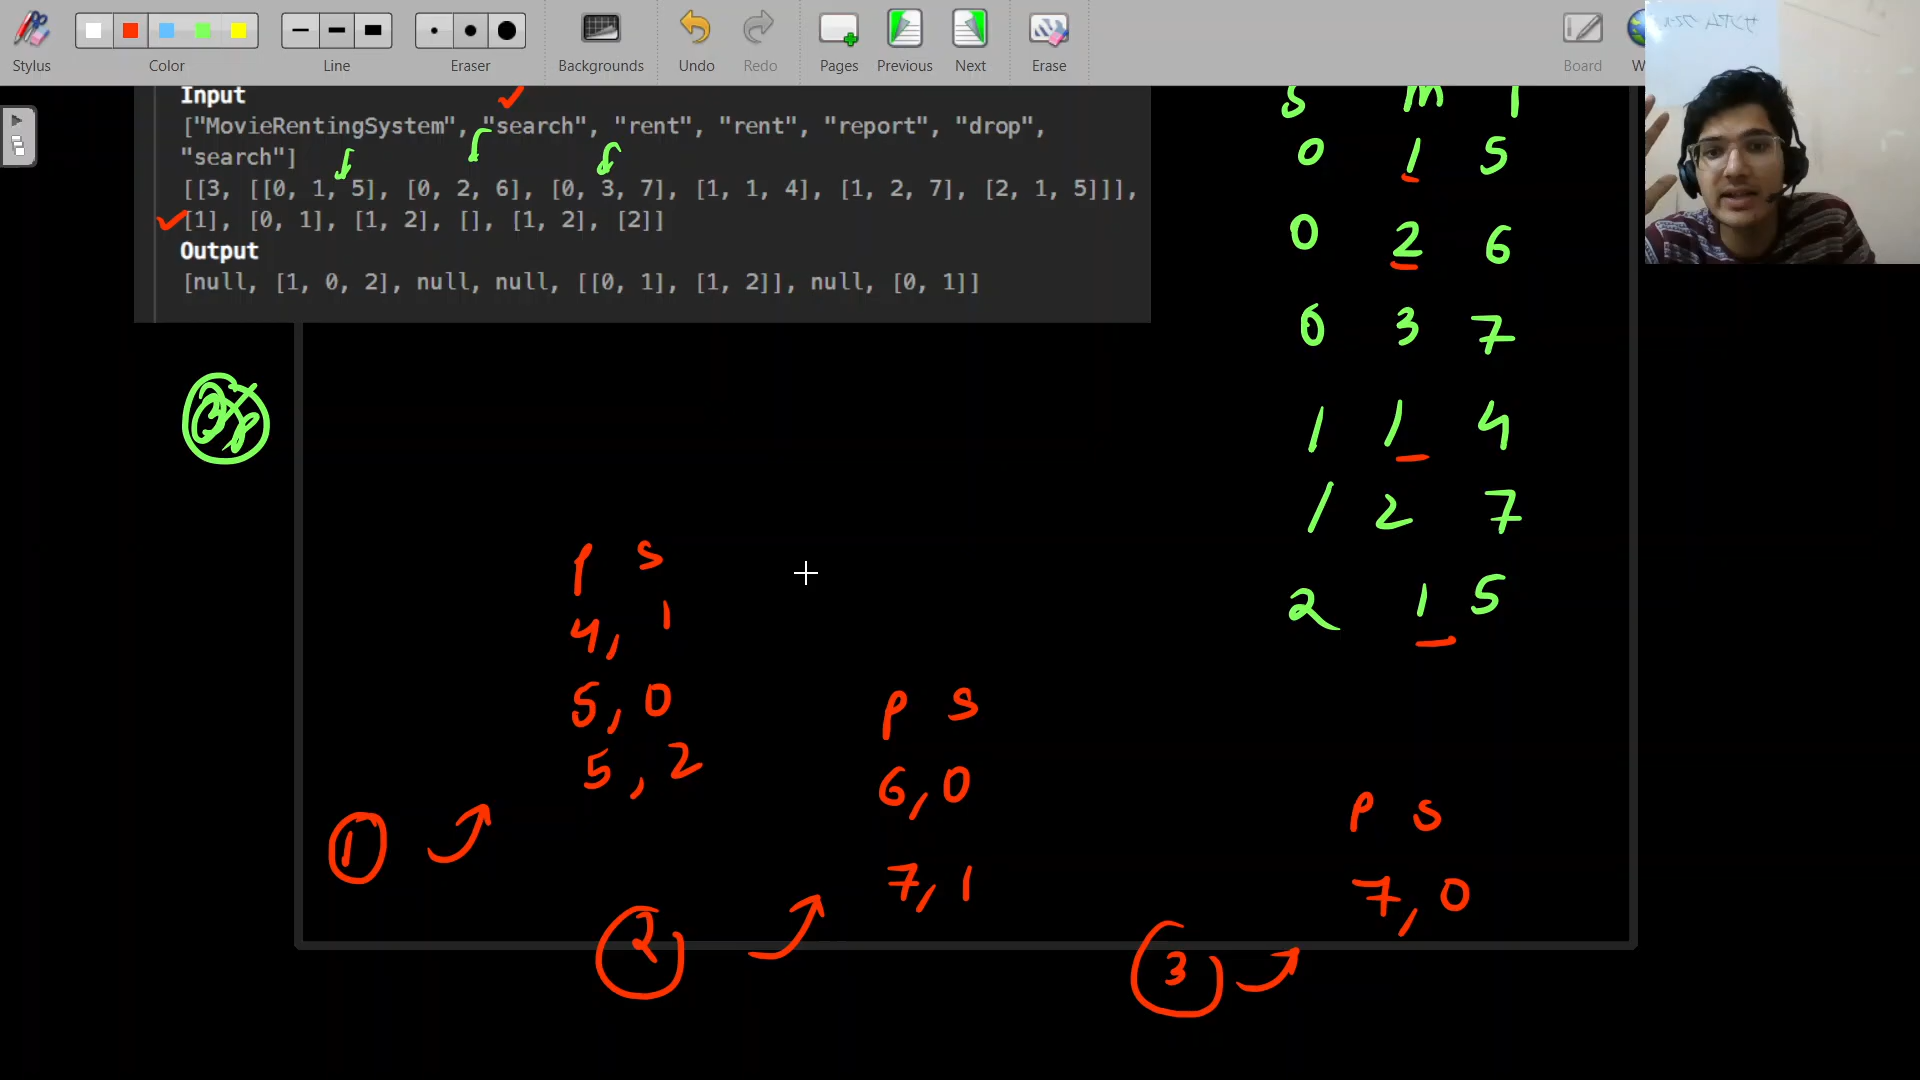 Stylus
Color
Line
Eraser
Backgrounds
Undo
Redo
Pages
Previous
Next
Erase
Board
W
Input
["MovieRentingSystem", "search", "rent", "rent", "report", "drop",
"search"]
[[3, [[0, 1, 5], [0, 2, 6], [0, 3, 7], [1, 1, 4], [1, 2, 7], [2, 1, 5]]],
[1], [0, 1], [1, 2], [], [1, 2], [2]]
Output
[null, [1, 0, 2], null, null, [[0, 1], [1, 2]], null, [0, 1]]
s m
0 1 5
0 2 6
0 3 7
1 1 4
1 2 7
2 1 5
P s
4, 1
5, 0
5, 2
1
P s
6, 0
7, 1
2
P s
7, 0
3